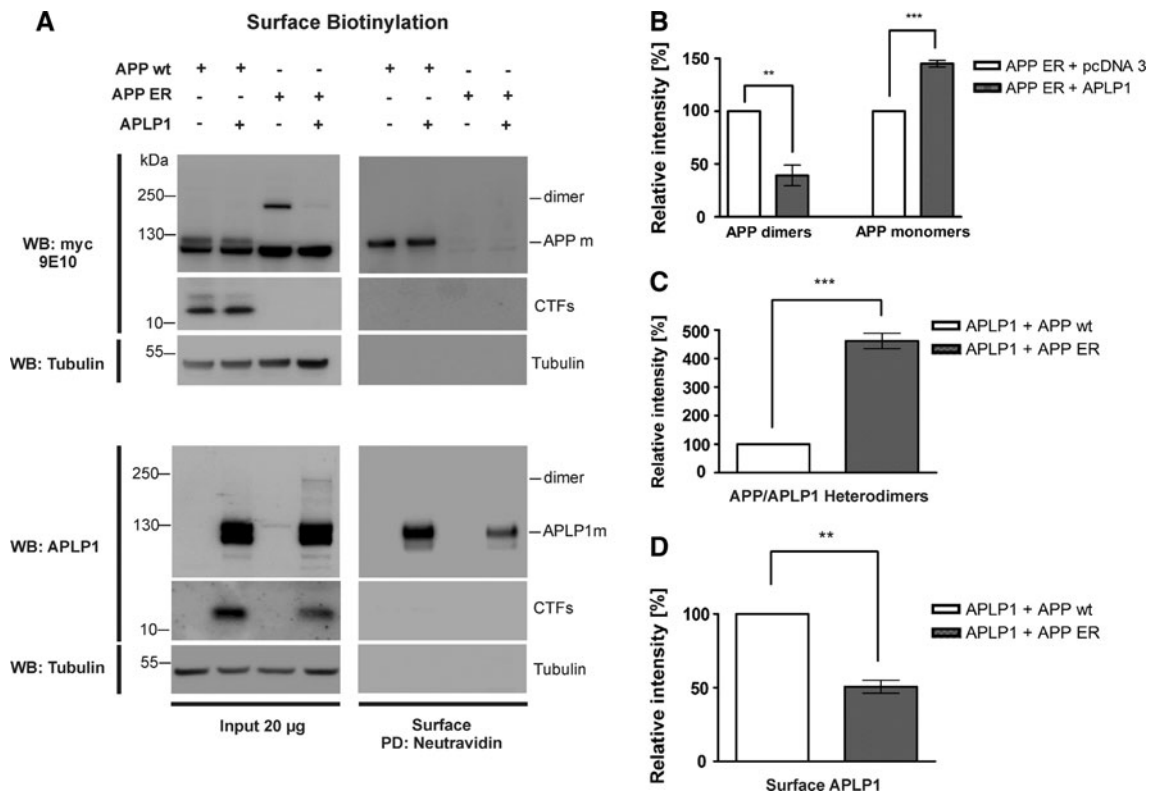 A
Surface Biotinylation
APP wt + + - - + + - -
APP ER - - + + - - + +
APLP1 - + - + - + - +
kDa
250
130
WB: myc
9E10
dimer
APP m
10
CTFs
WB: Tubulin
55
Tubulin
250
dimer
130
APLP1m
WB: APLP1
10
CTFs
WB: Tubulin
55
Tubulin
Input 20 µg
Surface
PD: Neutravidin
B
Relative intensity [%]
150
100
50
0
**
***
APP dimers
APP monomers
APP ER + pcDNA 3
APP ER + APLP1
C
Relative intensity [%]
500
400
300
200
100
0
***
APP/APLP1 Heterodimers
APLP1 + APP wt
APLP1 + APP ER
D
Relative intensity [%]
100
50
0
**
Surface APLP1
APLP1 + APP wt
APLP1 + APP ER